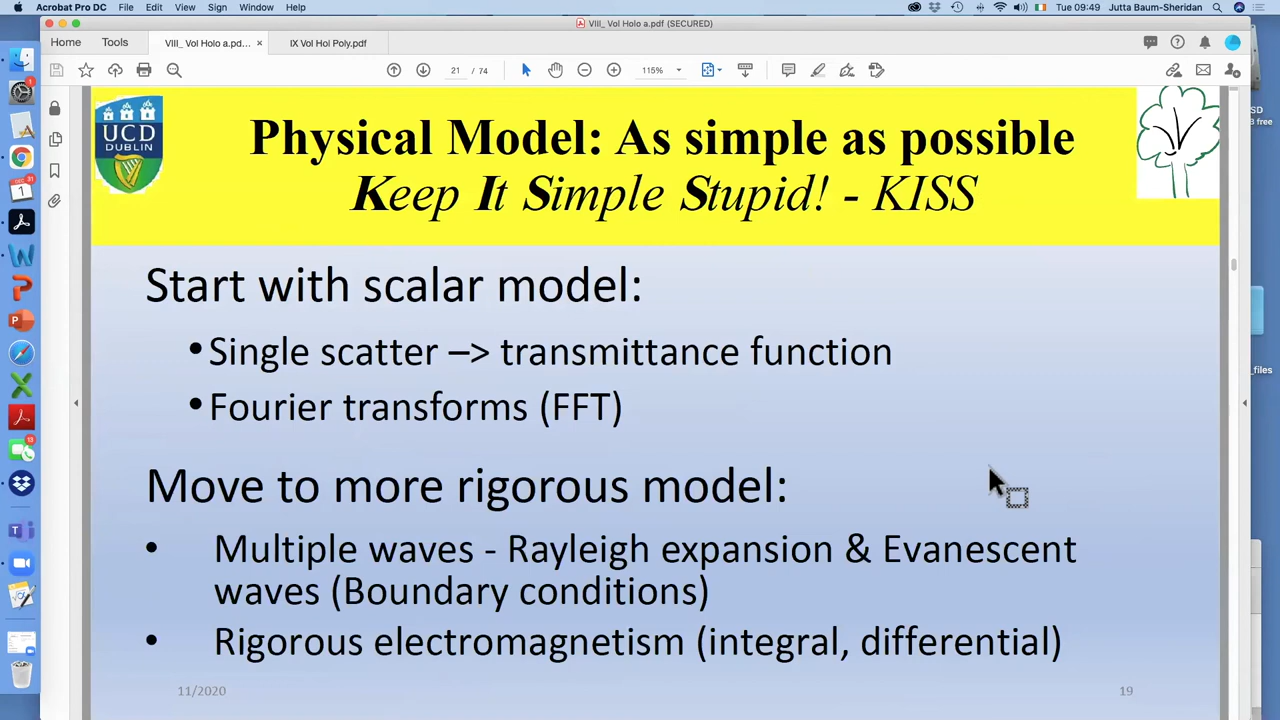 Acrobat Pro DC File Edit View Sign Window Help Tue 09:49 Jutta Baum-Sheridan
VIII_ Vol Holo a.pdf (SECURED)
Home Tools VIII_ Vol Holo a.pd... × IX Vol Hol Poly.pdf
21 / 74 115%
UCD
DUBLIN
Physical Model: As simple as possible
Keep It Simple Stupid! - KISS
Start with scalar model:
•Single scatter –> transmittance function
•Fourier transforms (FFT)
Move to more rigorous model:
• Multiple waves - Rayleigh expansion & Evanescent
waves (Boundary conditions)
• Rigorous electromagnetism (integral, differential)
11/2020 19
SD
3 free
_files